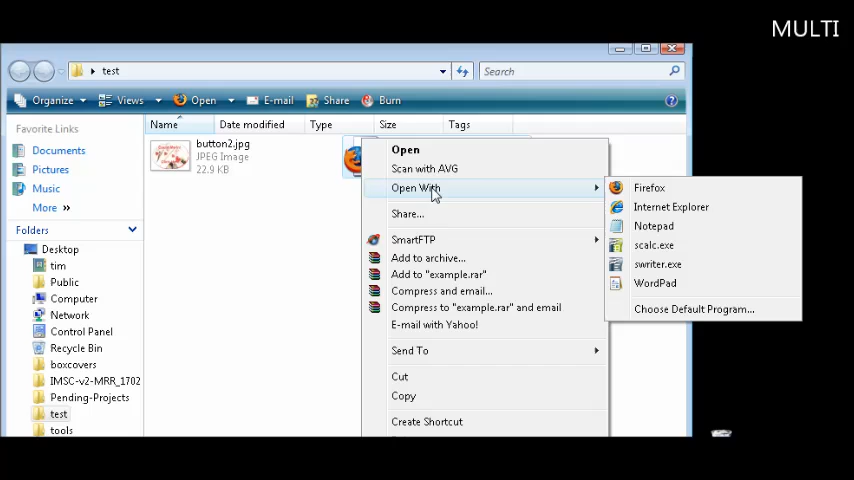 MULTI
test
Search
Organize
Views
Open
E-mail
Share
Burn
Favorite Links
Documents
Pictures
Music
More »
Folders
Desktop
tim
Public
Computer
Network
Control Panel
Recycle Bin
boxcovers
IMSC-v2-MRR_1702
Pending-Projects
test
tools
Name
Date modified
Type
Size
Tags
button2.jpg
JPEG Image
22.9 KB
Open
Scan with AVG
Open With
Share...
SmartFTP
Add to archive...
Add to "example.rar"
Compress and email...
Compress to "example.rar" and email
E-mail with Yahoo!
Send To
Cut
Copy
Create Shortcut
Firefox
Internet Explorer
Notepad
scalc.exe
swriter.exe
WordPad
Choose Default Program...